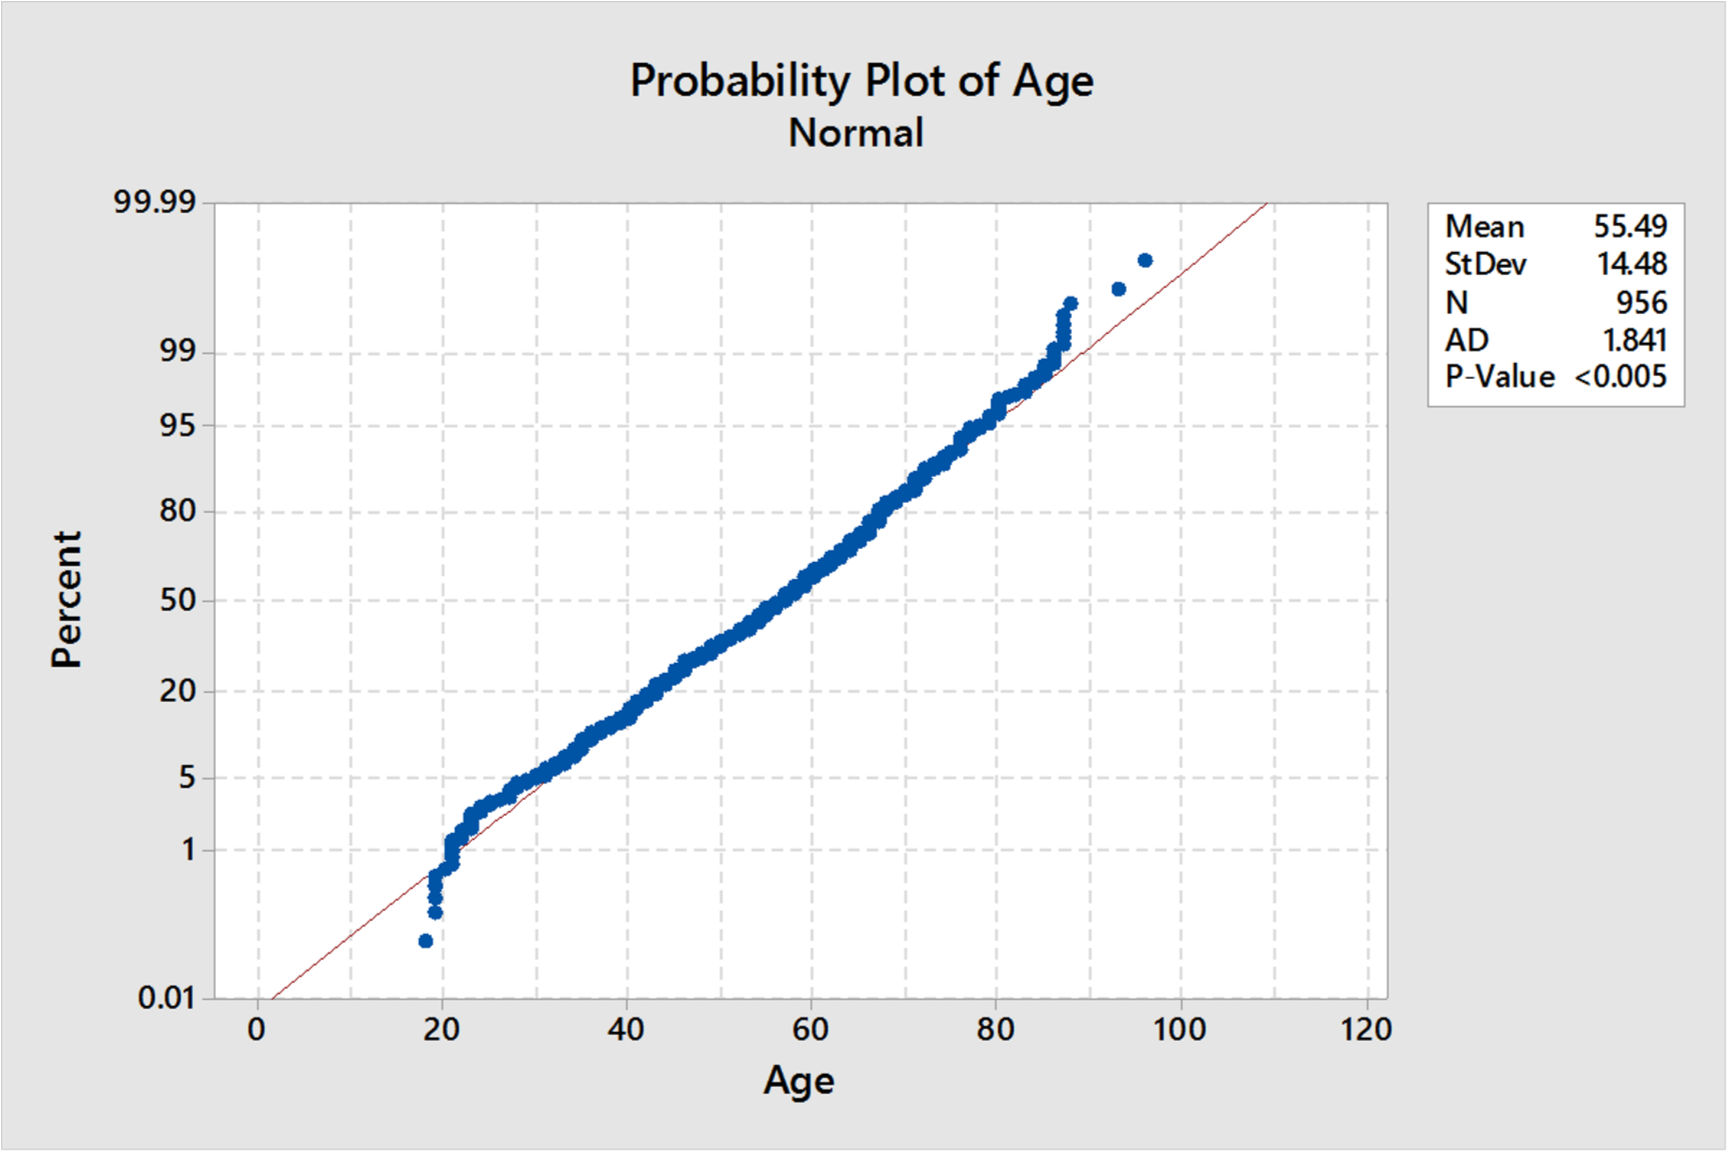 Probability Plot of Age
Normal
99.99
99
95
80
50
20
5
1
0.01
Percent
0 20 40 60 80 100 120
Age
Mean 55.49
StDev 14.48
N 956
AD 1.841
P-Value <0.005